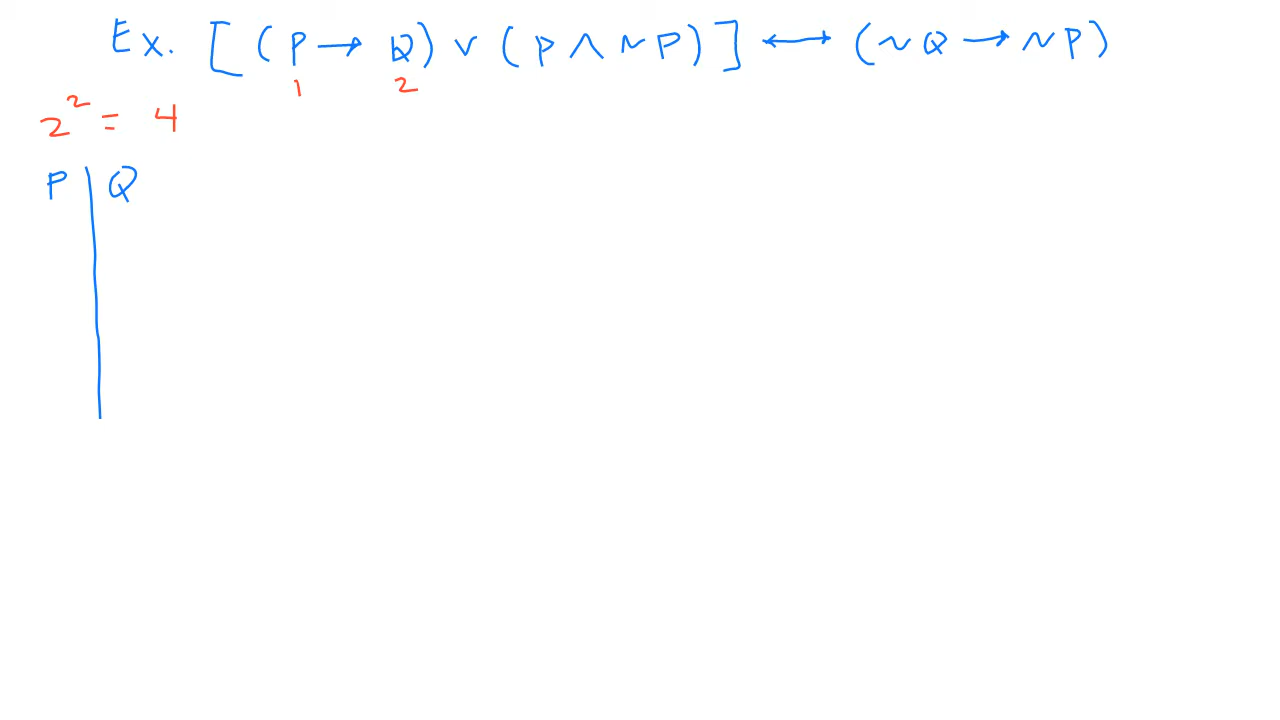 Ex. [(P → Q) ∨ (P ∧ ~P)] ↔ (~Q → ~P)
1 2
2² = 4
P | Q